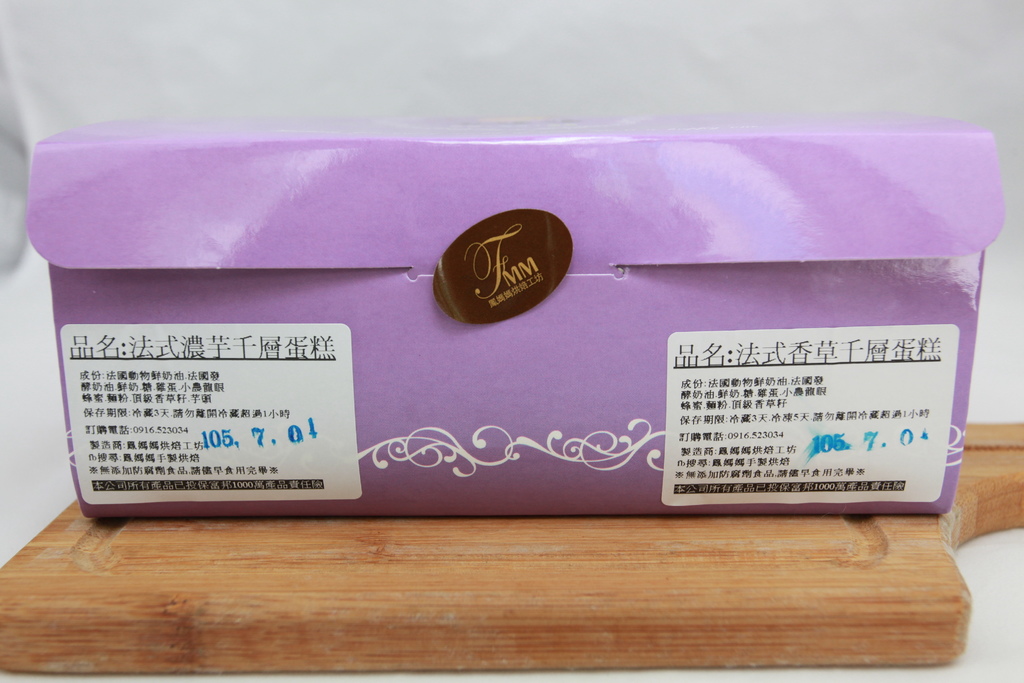 FMM
鳳媽媽烘焙工坊
品名:法式濃芋千層蛋糕
成份:法國動物鮮奶油.法國發
酵奶油.鮮奶.糖.雞蛋.小農龍眼
蜂蜜.麵粉.頂級香草籽.芋頭
保存期限:冷藏3天.請勿離開冷藏超過1小時
訂購電話:0916.523034
製造商:鳳媽媽烘焙工坊
105. 7. 01
fb搜尋:鳳媽媽手製烘焙
※無添加防腐劑食品,請儘早食用完畢※
本公司所有產品已投保富邦1000萬產品責任險
品名:法式香草千層蛋糕
成份:法國動物鮮奶油.法國發
酵奶油.鮮奶.糖.雞蛋.小農龍眼
蜂蜜.麵粉.頂級香草籽
保存期限:冷藏3天.冷凍5天.請勿離開冷藏超過1小時
訂購電話:0916.523034
製造商:鳳媽媽烘焙工坊
105. 7. 01
fb搜尋:鳳媽媽手製烘焙
※無添加防腐劑食品,請儘早食用完畢※
本公司所有產品已投保富邦1000萬產品責任險